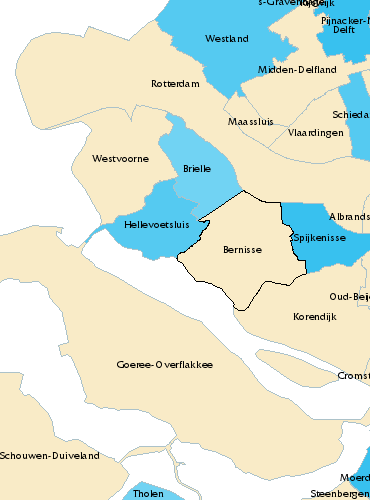 s-Gravenhage
Rijswijk
Pijnacker-N
Delft
Westland
Midden-Delfland
Rotterdam
Schieda
Maassluis
Vlaardingen
Westvoorne
Brielle
Albrands
Hellevoetsluis
Spijkenisse
Bernisse
Oud-Beij
Korendijk
Goeree-Overflakkee
Cromst
Schouwen-Duiveland
Moerd
Tholen
Steenbergen